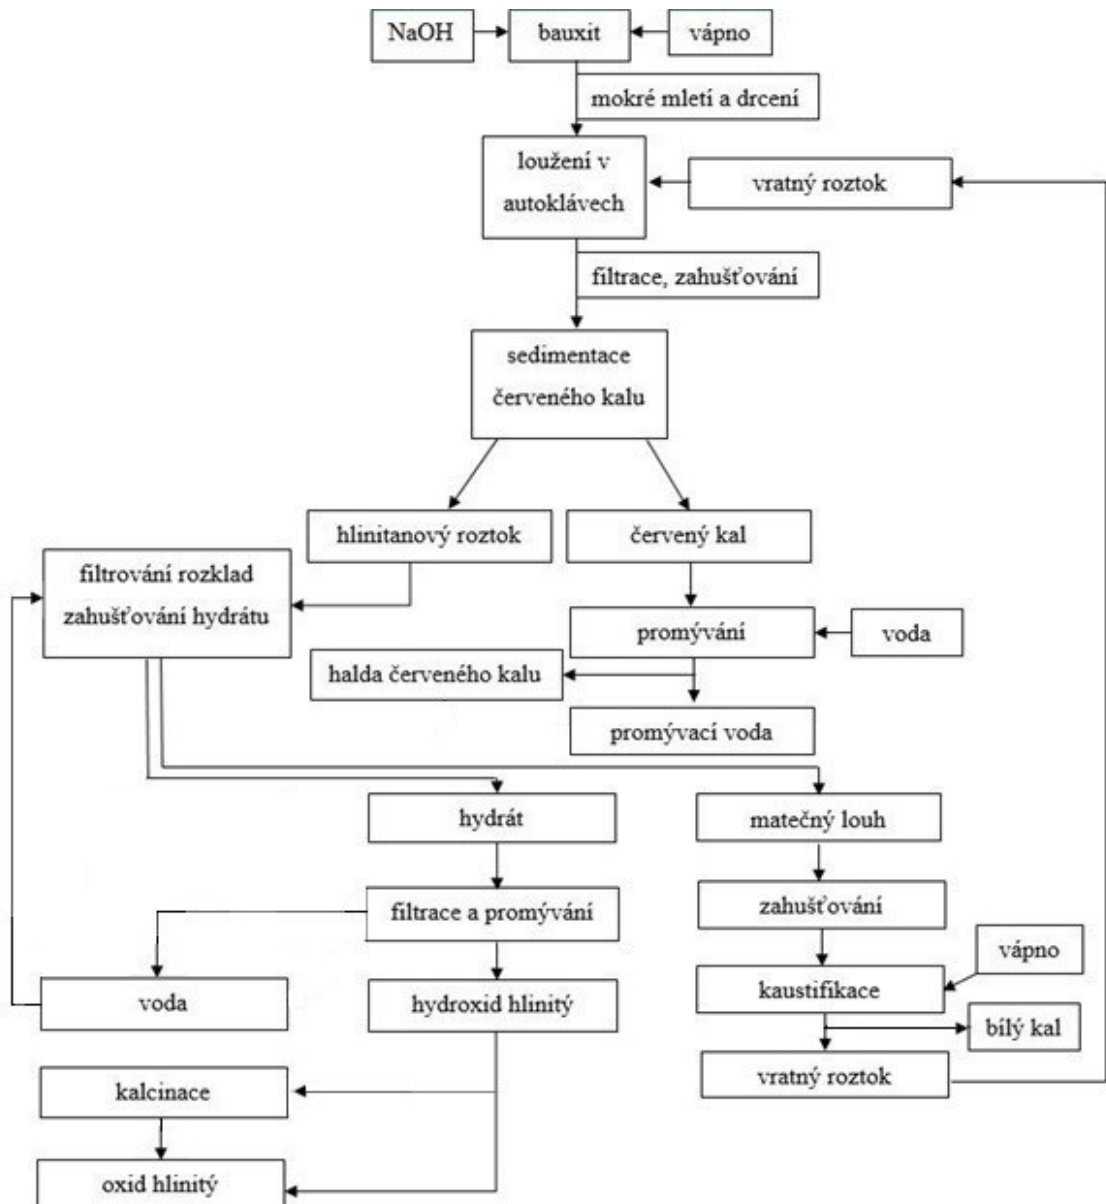 NaOH
bauxit
vápno
mokré mletí a drcení
loužení v
autoklávech
vratný roztok
filtrace, zahušťování
sedimentace
červeného kalu
hlinitanový roztok
červený kal
filtrování rozklad
zahušťování hydrátu
promývání
voda
halda červeného kalu
promývací voda
hydrát
matečný louh
filtrace a promývání
zahušťování
voda
hydroxid hlinitý
vápno
kaustifikace
bílý kal
kalcinace
vratný roztok
oxid hlinitý